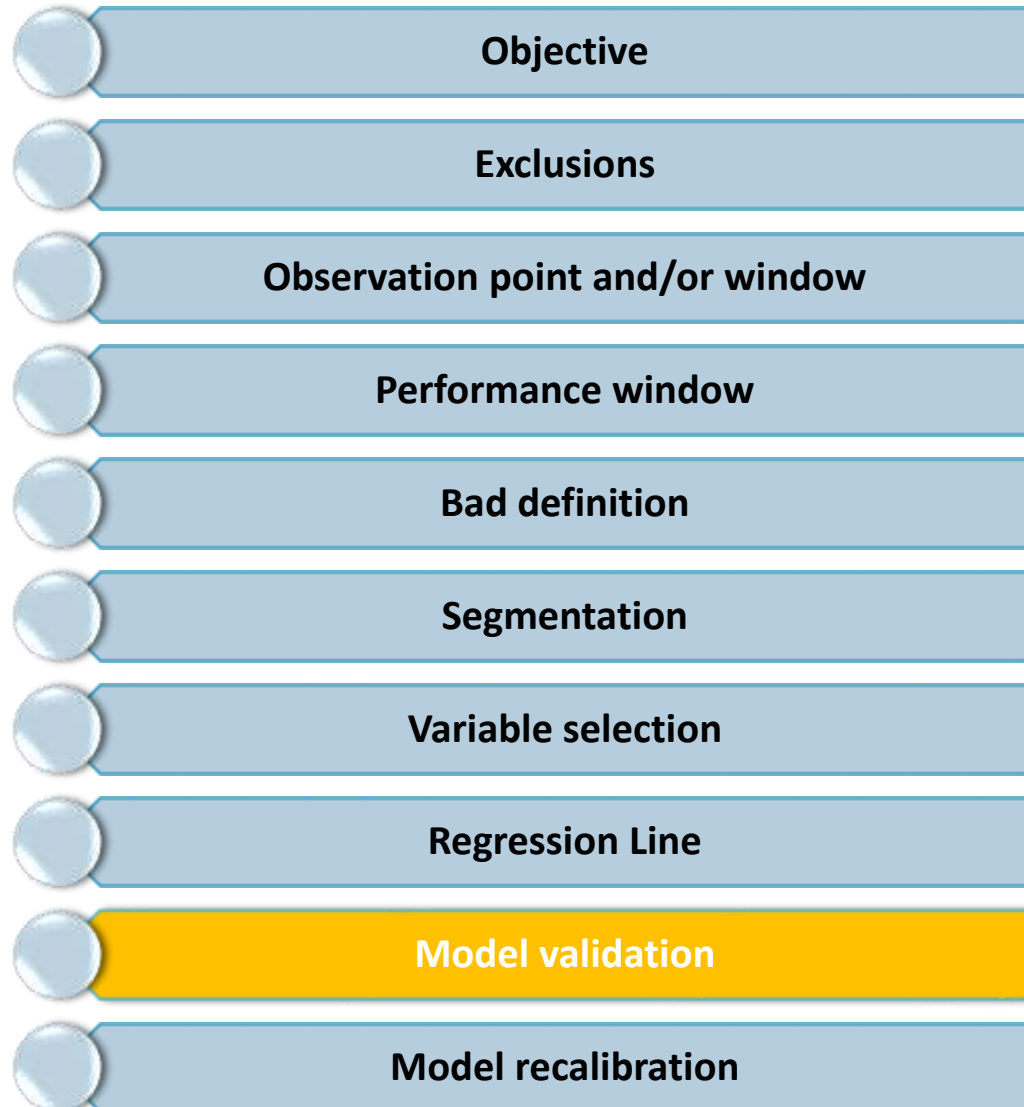 Objective
Exclusions
Observation point and/or window
Performance window
Bad definition
Segmentation
Variable selection
Regression Line
Model validation
Model recalibration